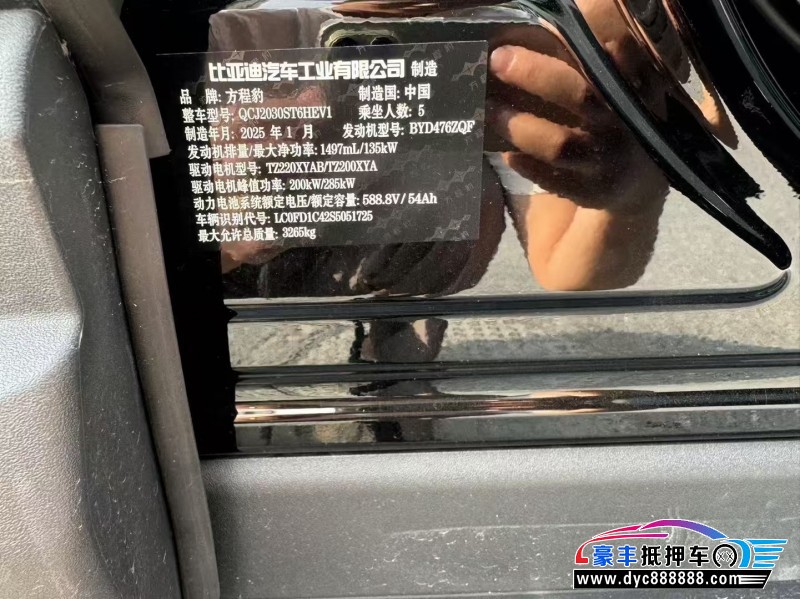 比亚迪汽车工业有限公司 制造
品 牌: 方程豹 制造国: 中国
整车型号: QCJ2030ST6HEV1 乘坐人数: 5
制造年月: 2025 年 1 月 发动机型号: BYD476ZQF
发动机排量/最大净功率: 1497mL/135kW
驱动电机型号: TZ220XYAB/TZ200XYA
驱动电机峰值功率: 200kW/285kW
动力电池系统额定电压/额定容量: 588.8V/ 54Ah
车辆识别代号: LC0FD1C42S5051725
最大允许总质量: 3265kg
豪丰抵押车
www.dyc888888.com